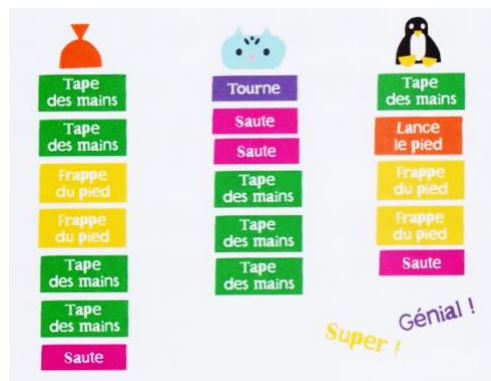 Tape
des mains
Tape
des mains
Frappe
du pied
Frappe
du pied
Tape
des mains
Tape
des mains
Saute
Tourne
Saute
Saute
Tape
des mains
Tape
des mains
Tape
des mains
Tape
des mains
Lance
le pied
Frappe
du pied
Frappe
du pied
Saute
Super !
Génial !